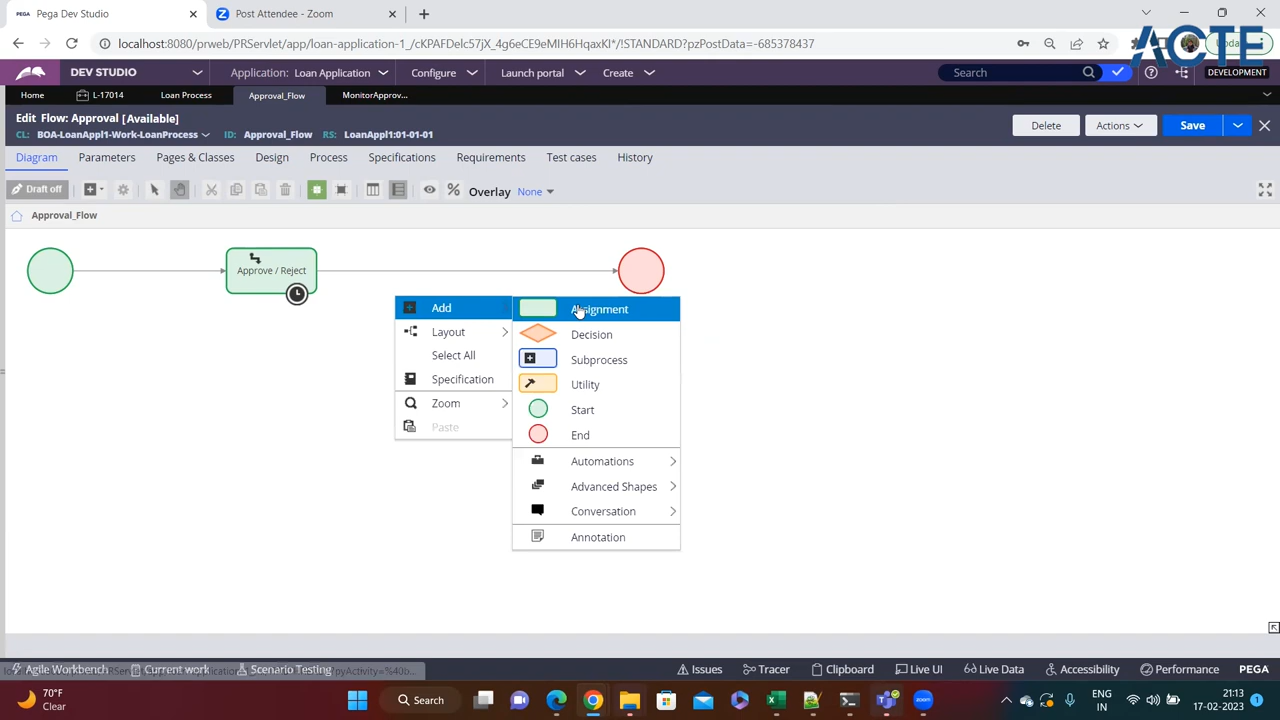 Pega Dev Studio
Post Attendee - Zoom
localhost:8080/prweb/PRServlet/app/loan-application-1_/
!STANDARD?pzPostData=-685378437
ACTE
DEV STUDIO
Application: Loan Application
Configure
Launch portal
Create
Search
DEVELOPMENT
Home
L-17014
Loan Process
Approval_Flow
MonitorApprov...
Edit Flow: Approval [Available]
CL: BOA-LoanAppl1-Work-LoanProcess
ID: Approval_Flow
RS: LoanAppl1:01-01-01
Delete
Actions
Save
Diagram
Parameters
Pages & Classes
Design
Process
Specifications
Requirements
Test cases
History
Draft off
Overlay None
Approval_Flow
Approve / Reject
Add
Layout
Select All
Specification
Zoom
Paste
Assignment
Decision
Subprocess
Utility
Start
End
Automations
Advanced Shapes
Conversation
Annotation
Agile Workbench
Current work
Scenario Testing
Issues
Tracer
Clipboard
Live UI
Live Data
Accessibility
Performance
PEGA
70°F
Clear
Search
ENG
IN
21:13
17-02-2023